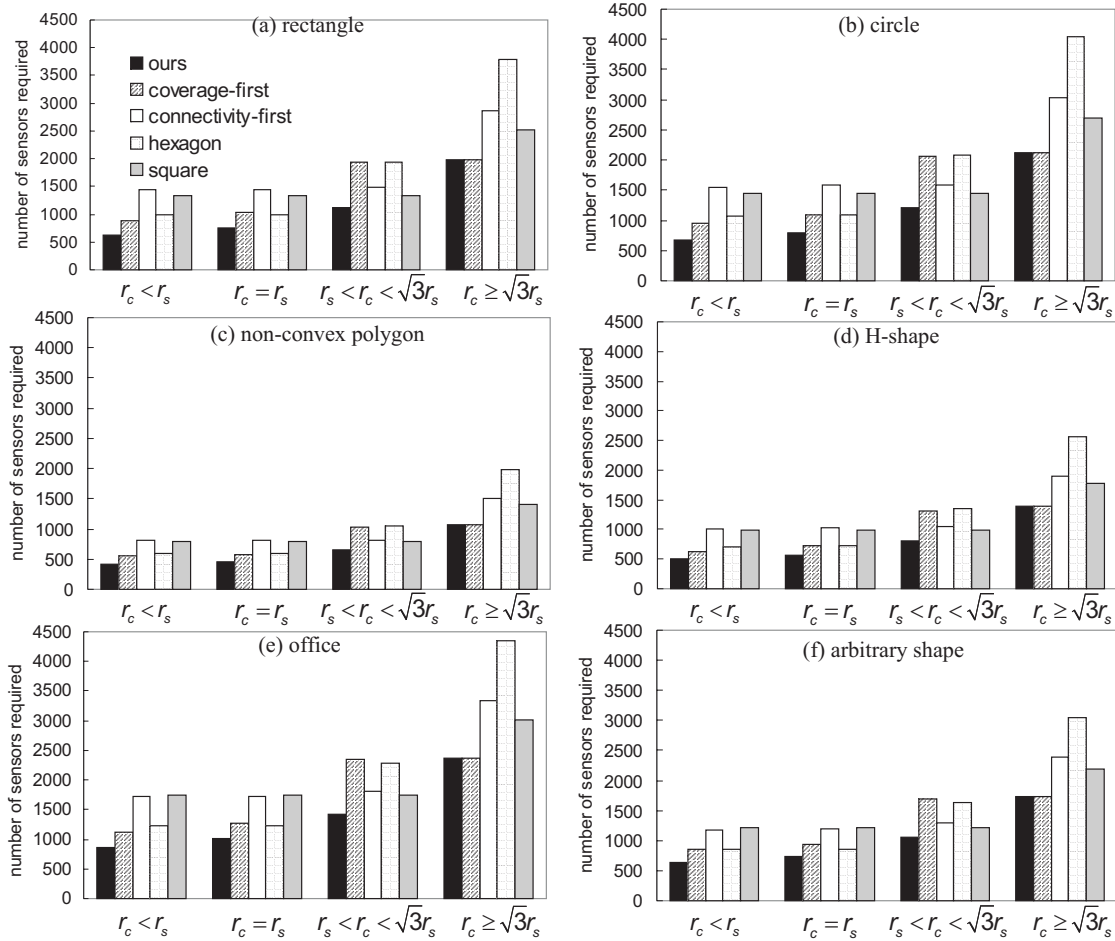 (a) rectangle
number of sensors required
4500
4000
3500
3000
2500
2000
1500
1000
500
0
ours
coverage-first
connectivity-first
hexagon
square
r_c < r_s
r_c = r_s
r_s < r_c < √3r_s
r_c ≥ √3r_s
(b) circle
number of sensors required
4500
4000
3500
3000
2500
2000
1500
1000
500
0
r_c < r_s
r_c = r_s
r_s < r_c < √3r_s
r_c ≥ √3r_s
(c) non-convex polygon
number of sensors required
4500
4000
3500
3000
2500
2000
1500
1000
500
0
r_c < r_s
r_c = r_s
r_s < r_c < √3r_s
r_c ≥ √3r_s
(d) H-shape
number of sensors required
4500
4000
3500
3000
2500
2000
1500
1000
500
0
r_c < r_s
r_c = r_s
r_s < r_c < √3r_s
r_c ≥ √3r_s
(e) office
number of sensors required
4500
4000
3500
3000
2500
2000
1500
1000
500
0
r_c < r_s
r_c = r_s
r_s < r_c < √3r_s
r_c ≥ √3r_s
(f) arbitrary shape
number of sensors required
4500
4000
3500
3000
2500
2000
1500
1000
500
0
r_c < r_s
r_c = r_s
r_s < r_c < √3r_s
r_c ≥ √3r_s